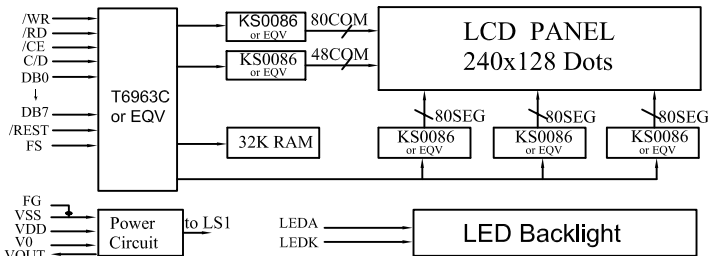 /WR
/RD
/CE
C/D
DB0
DB7
/REST
FS
T6963C
or EQV
KS0086
or EQV
80COM
KS0086
or EQV
48COM
32K RAM
LCD PANEL
240x128 Dots
80SEG
80SEG
80SEG
KS0086
or EQV
KS0086
or EQV
KS0086
or EQV
FG
VSS
VDD
V0
VOUT
Power
Circuit
to LS1
LEDA
LEDK
LED Backlight